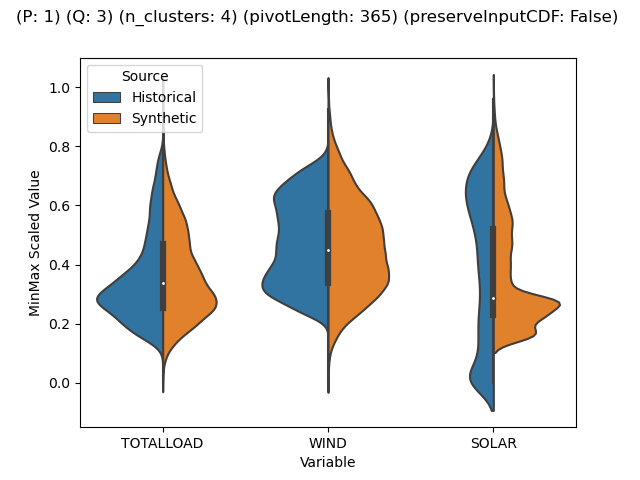 (P: 1) (Q: 3) (n_clusters: 4) (pivotLength: 365) (preserveInputCDF: False)
Source
Historical
Synthetic
MinMax Scaled Value
1.0
0.8
0.6
0.4
0.2
0.0
TOTALLOAD WIND SOLAR
Variable